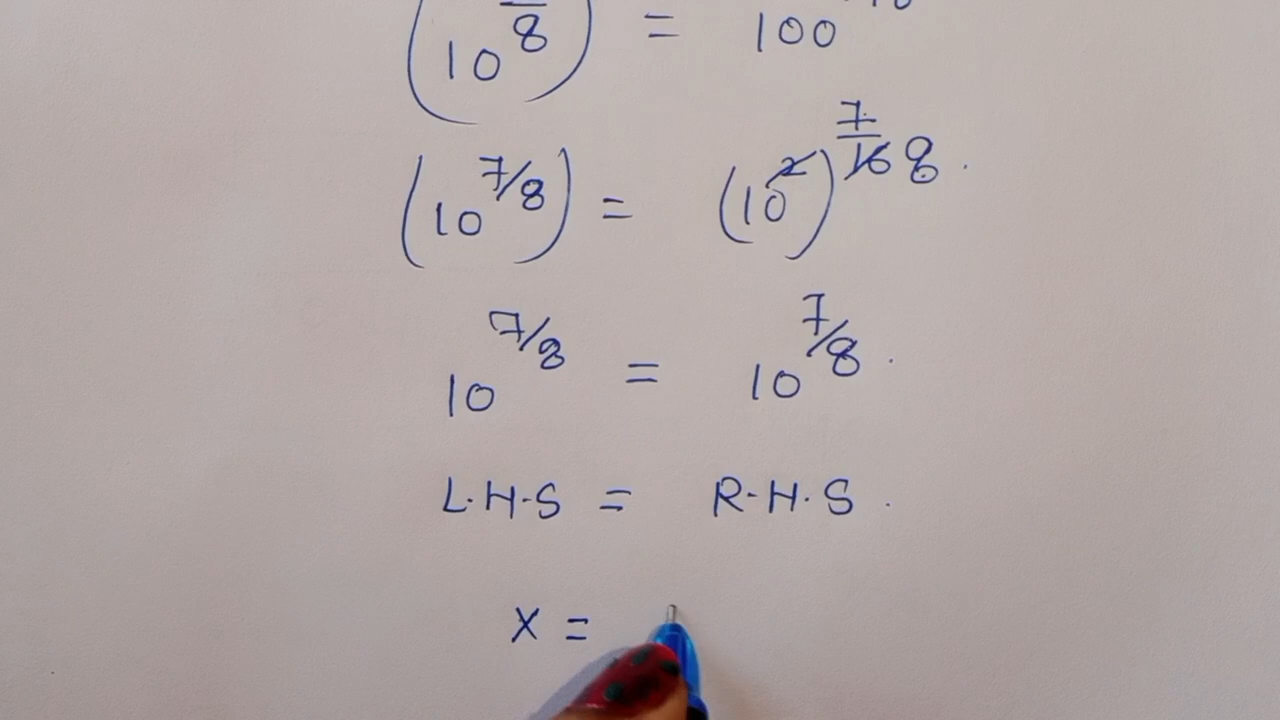 (10^8) = 100
(10^7/8) = (10^2)^7/16 8 .
10^7/8 = 10^7/8 .
L.H.S = R.H.S .
X =